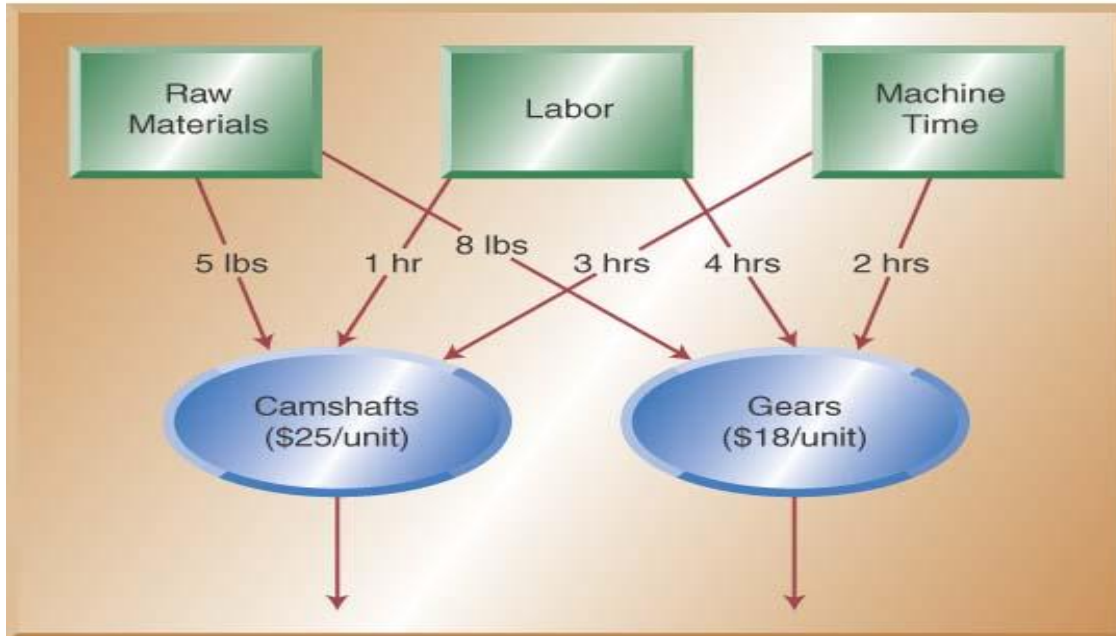 Raw
Materials
Labor
Machine
Time
5 lbs
1 hr
8 lbs
3 hrs
4 hrs
2 hrs
Camshafts
($25/unit)
Gears
($18/unit)